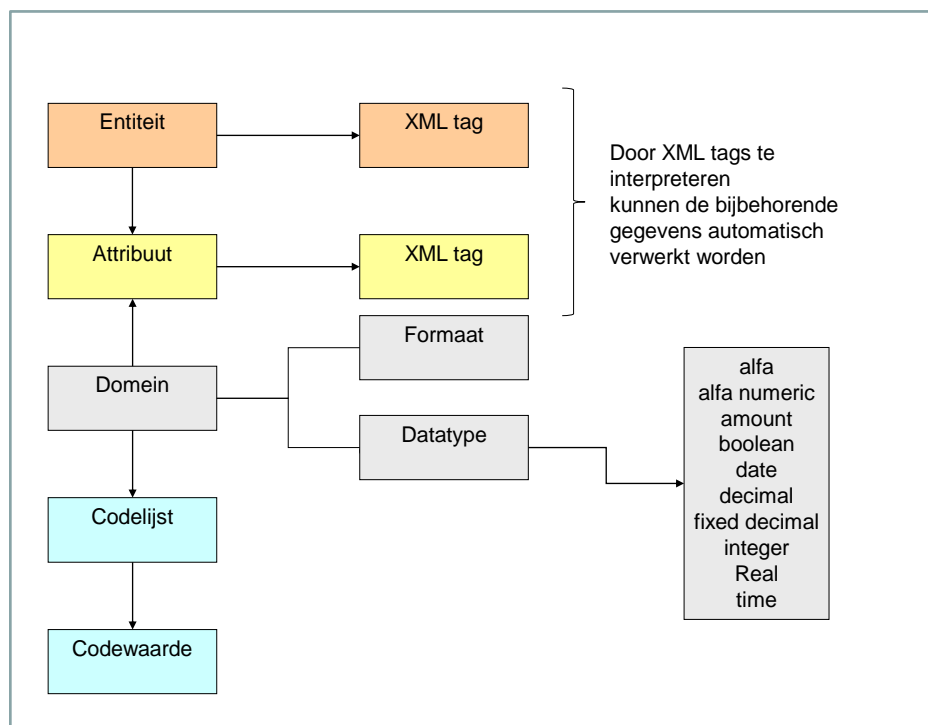 Entiteit
XML tag
Door XML tags te
interpreteren
kunnen de bijbehorende
gegevens automatisch
verwerkt worden
Attribuut
XML tag
Formaat
Domein
Datatype
alfa
alfa numeric
amount
boolean
date
decimal
fixed decimal
integer
Real
time
Codelijst
Codewaarde